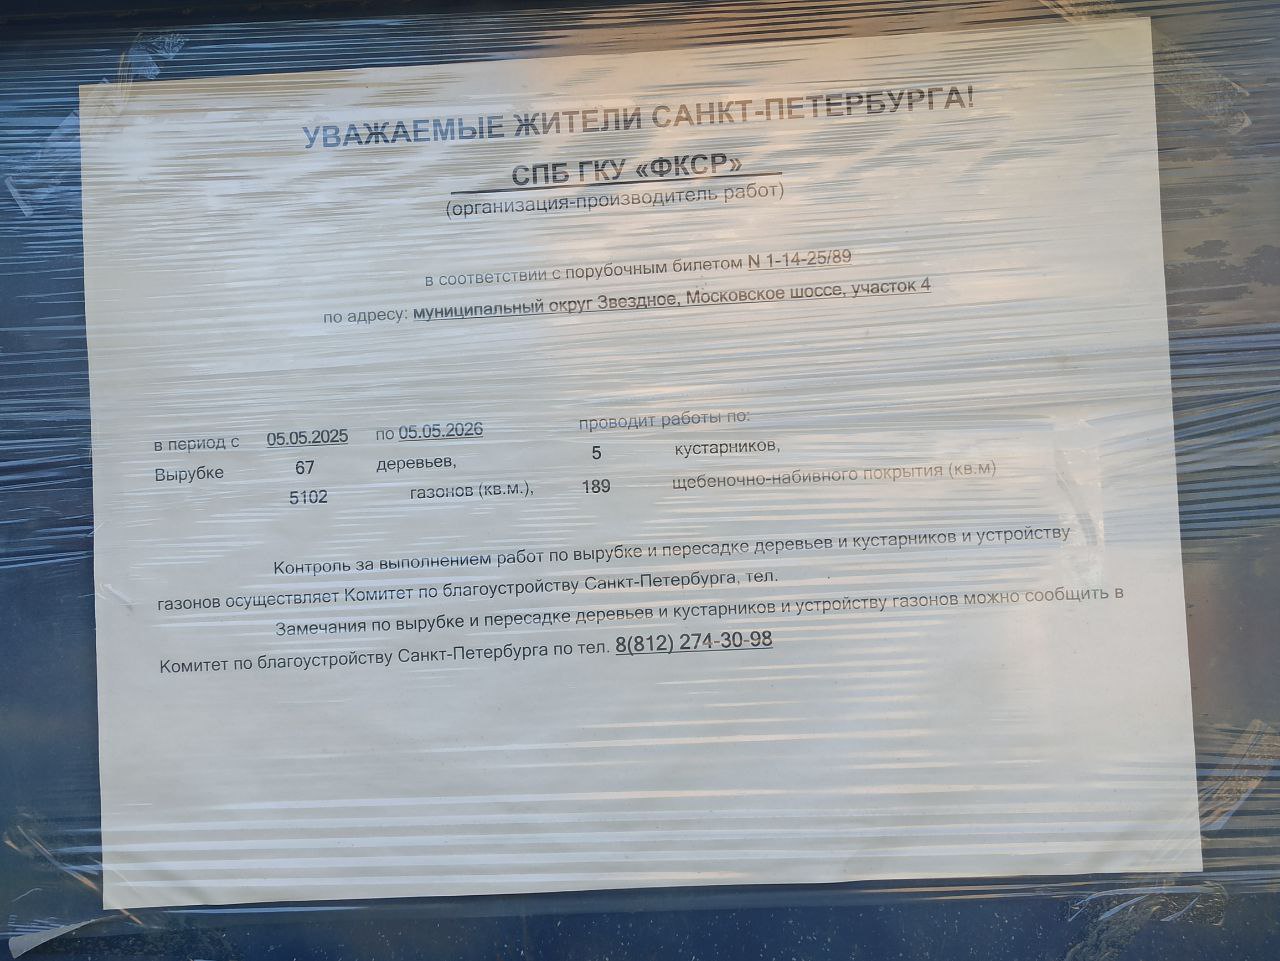 УВАЖАЕМЫЕ ЖИТЕЛИ САНКТ-ПЕТЕРБУРГА!
СПБ ГКУ «ФКСР»
(организация-производитель работ)
в соответствии с порубочным билетом N 1-14-25/89
по адресу: муниципальный округ Звездное, Московское шоссе, участок 4
в период с 05.05.2025 по 05.05.2026 проводит работы по:
Вырубке 67 деревьев, 5 кустарников,
5102 газонов (кв.м.), 189 щебеночно-набивного покрытия (кв.м)
Контроль за выполнением работ по вырубке и пересадке деревьев и кустарников и устройству
газонов осуществляет Комитет по благоустройству Санкт-Петербурга, тел.
Замечания по вырубке и пересадке деревьев и кустарников и устройству газонов можно сообщить в
Комитет по благоустройству Санкт-Петербурга по тел. 8(812) 274-30-98